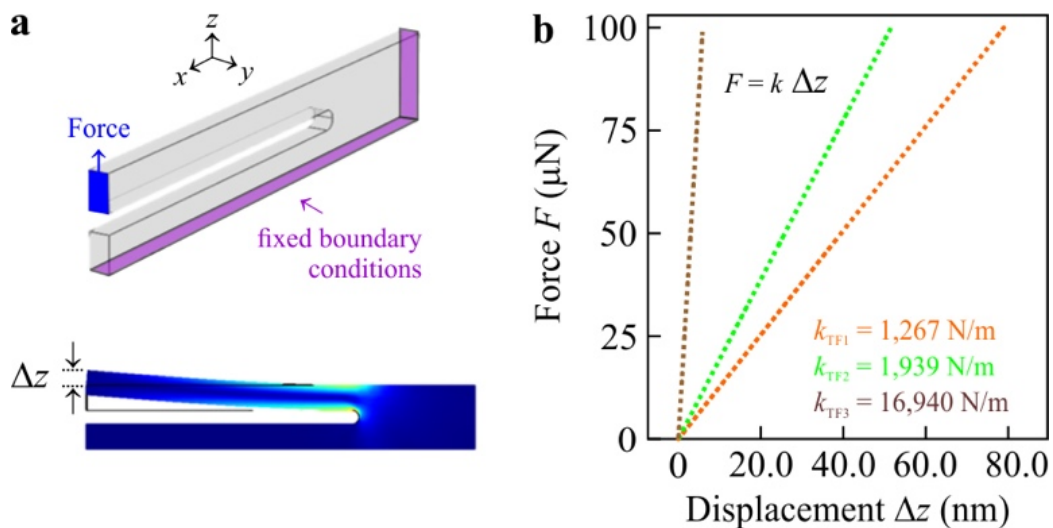 a
z
x
y
Force
fixed boundary
conditions
Δz
b
100
75
50
25
0
Force F (μN)
F = k Δz
k_TF1 = 1,267 N/m
k_TF2 = 1,939 N/m
k_TF3 = 16,940 N/m
0 20.0 40.0 60.0 80.0
Displacement Δz (nm)